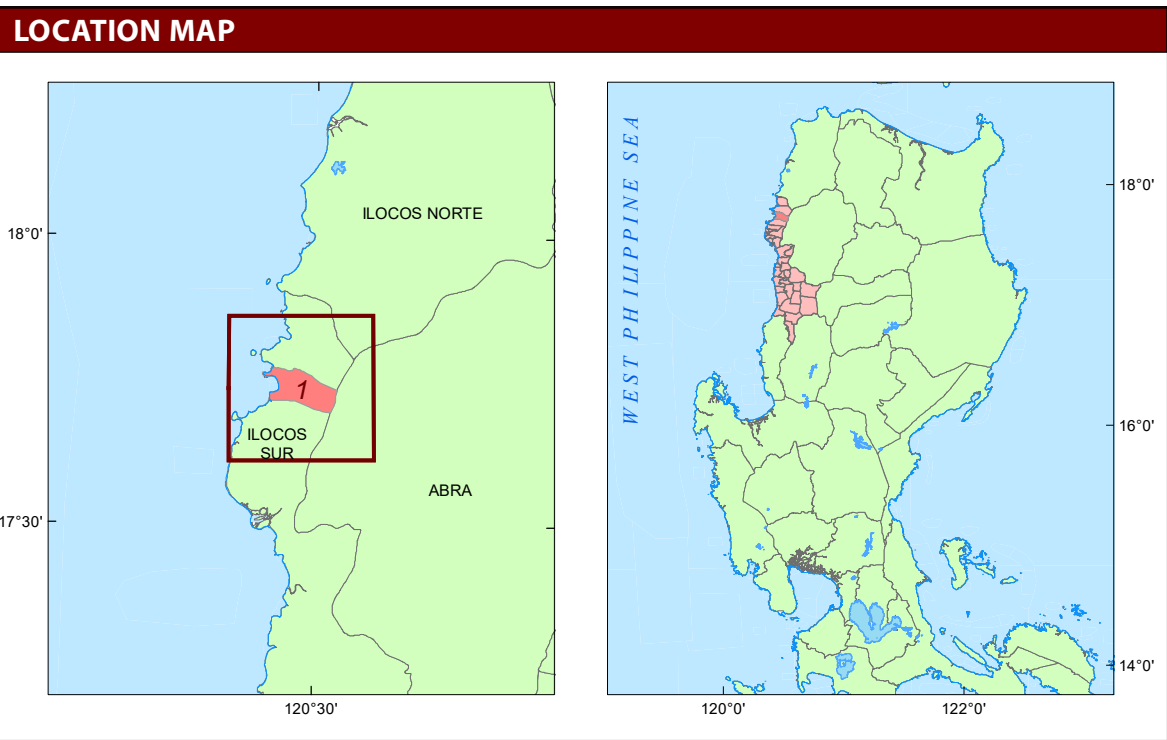 LOCATION MAP
ILOCOS NORTE
18°0'
1
ILOCOS
SUR
ABRA
17°30'
120°30'
WEST PHILIPPINE SEA
18°0'
16°0'
14°0'
120°0'
122°0'